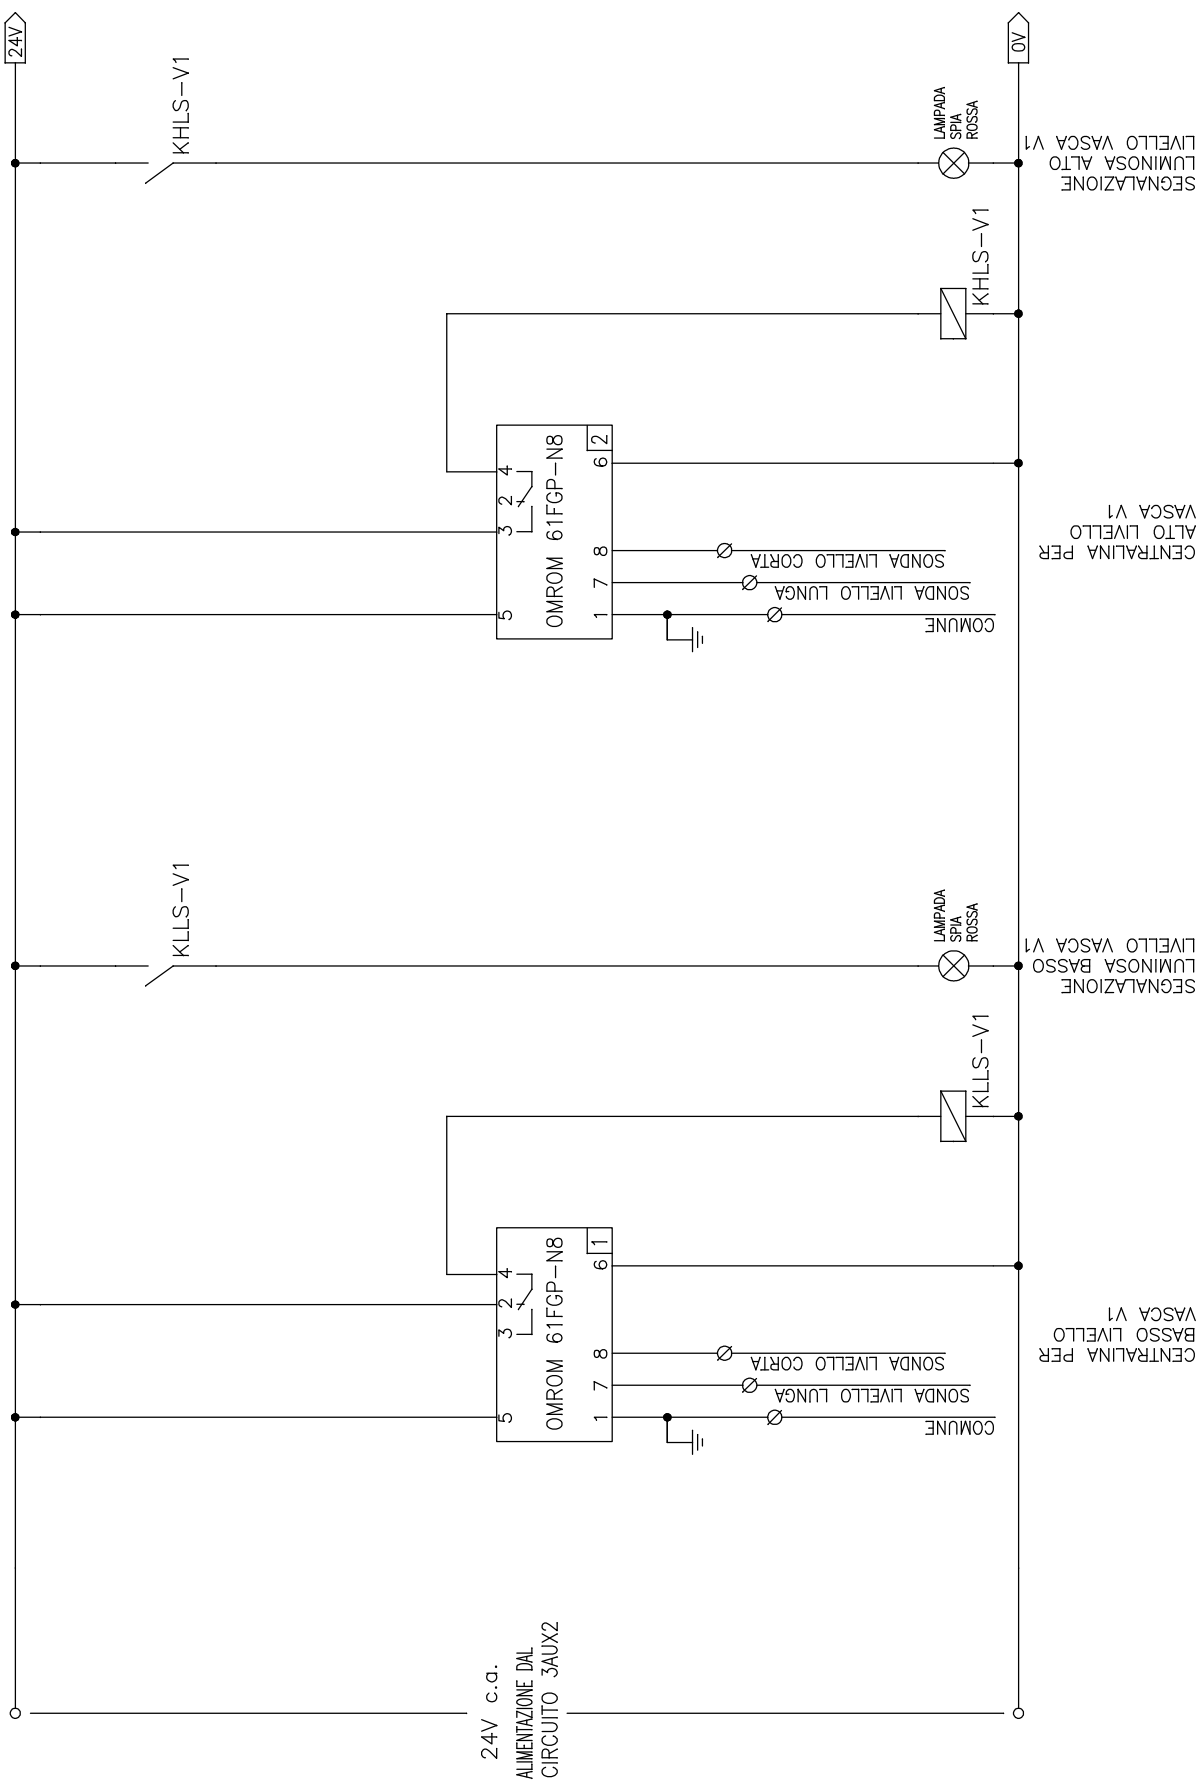 24V
0V
24V c.a.
ALIMENTAZIONE DAL
CIRCUITO 3AUX2
5
3
2
4
OMROM 61FGP-N8
1
7
8
6
1
COMUNE
SONDA LIVELLO LUNGA
SONDA LIVELLO CORTA
KLLS-V1
KLLS-V1
LAMPADA
SPIA
ROSSA
CENTRALINA PER
BASSO LIVELLO
VASCA V1
SEGNALAZIONE
LUMINOSA BASSO
LIVELLO VASCA V1
5
3
2
4
OMROM 61FGP-N8
1
7
8
6
2
COMUNE
SONDA LIVELLO LUNGA
SONDA LIVELLO CORTA
KHLS-V1
KHLS-V1
LAMPADA
SPIA
ROSSA
CENTRALINA PER
ALTO LIVELLO
VASCA V1
SEGNALAZIONE
LUMINOSA ALTO
LIVELLO VASCA V1